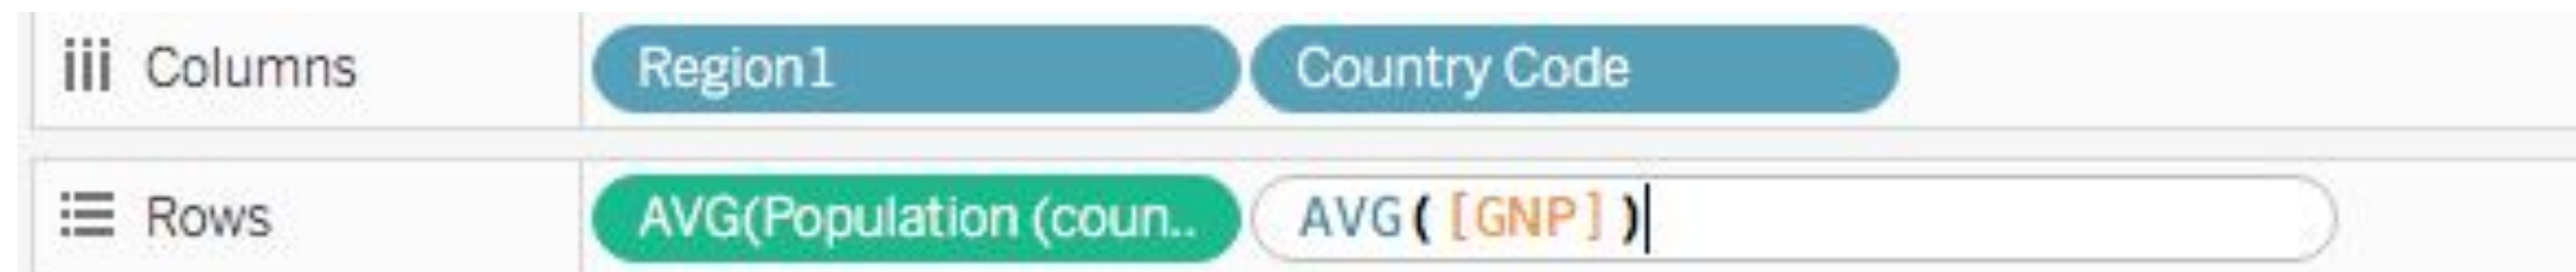 Columns Region1 Country Code
Rows AVG(Population (coun.. AVG([GNP])